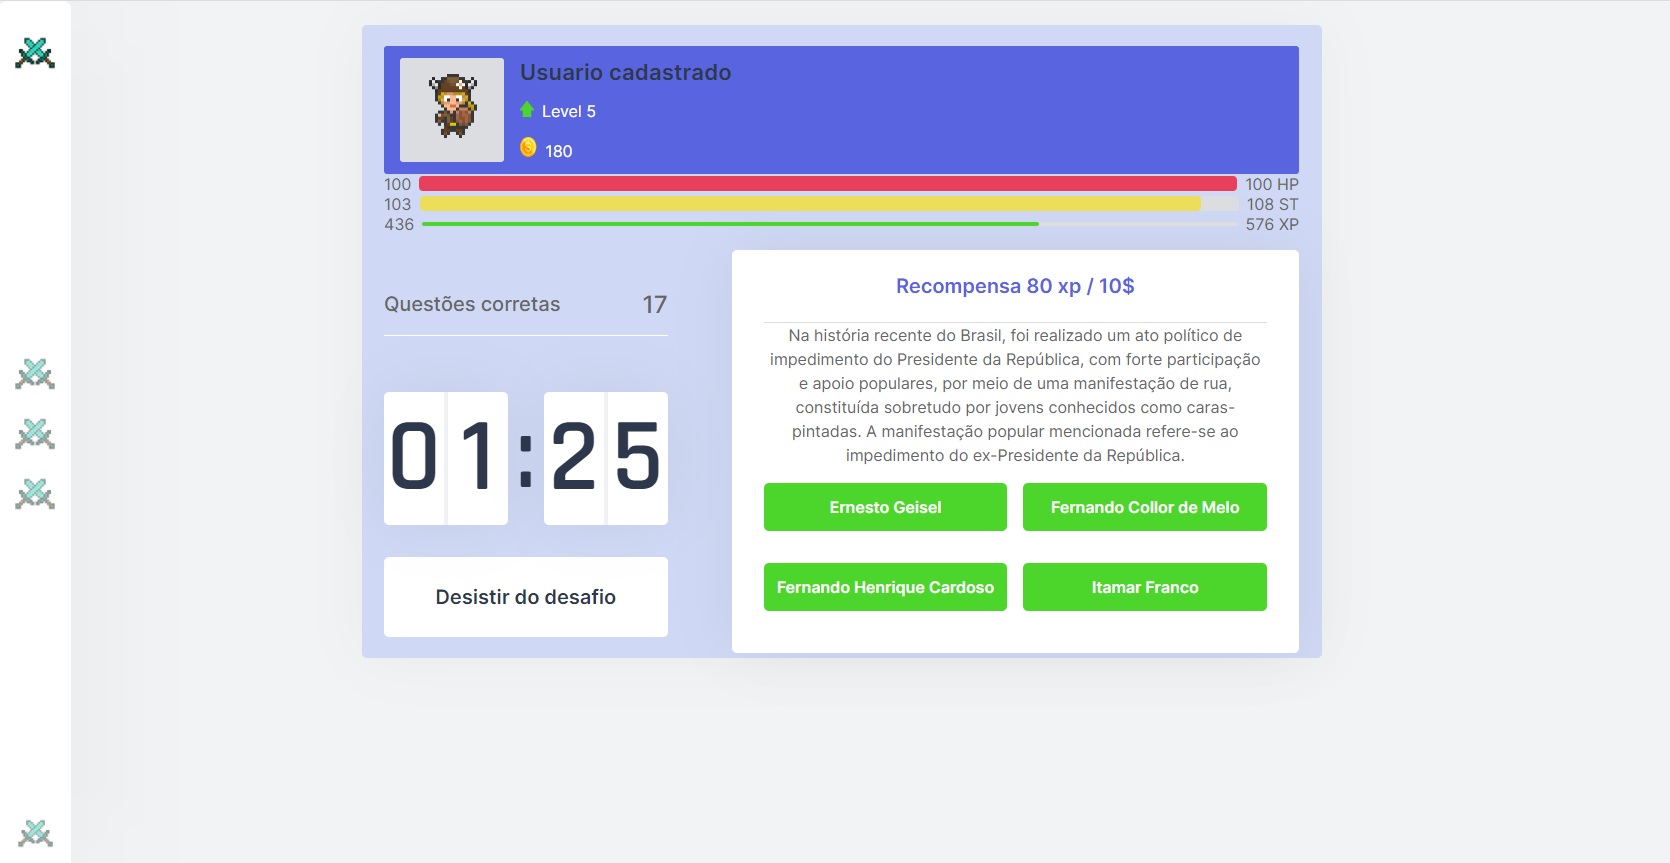 Usuario cadastrado
Level 5
180
100 100 HP
103 108 ST
436 576 XP
Questões corretas 17
01:25
Desistir do desafio
Recompensa 80 xp / 10$
Na história recente do Brasil, foi realizado um ato político de
impedimento do Presidente da República, com forte participação
e apoio populares, por meio de uma manifestação de rua,
constituída sobretudo por jovens conhecidos como caras-
pintadas. A manifestação popular mencionada refere-se ao
impedimento do ex-Presidente da República.
Ernesto Geisel Fernando Collor de Melo
Fernando Henrique Cardoso Itamar Franco